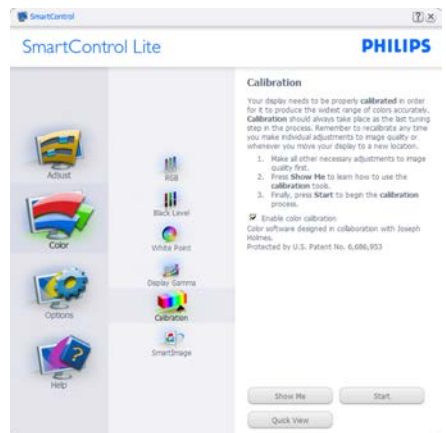 SmartControl
SmartControl Lite
PHILIPS
Adjust
Color
Options
Help
RGB
Black Level
White Point
Display Gamma
Calibration
SmartImage
Calibration
Your display needs to be properly calibrated in order
for it to produce the widest range of colors accurately.
Calibration should always take place as the last tuning
step in the process. Remember to recalibrate any time
you make individual adjustments to image quality or
whenever you move your display to a new location.
1. Make all other necessary adjustments to image
quality first.
2. Press Show Me to learn how to use the
calibration tools.
3. Finally, press Start to begin the calibration
process.
Enable color calibration
Color software designed in collaboration with Joseph
Holmes.
Protected by U.S. Patent No. 6,686,953
Show Me
Start
Quick View